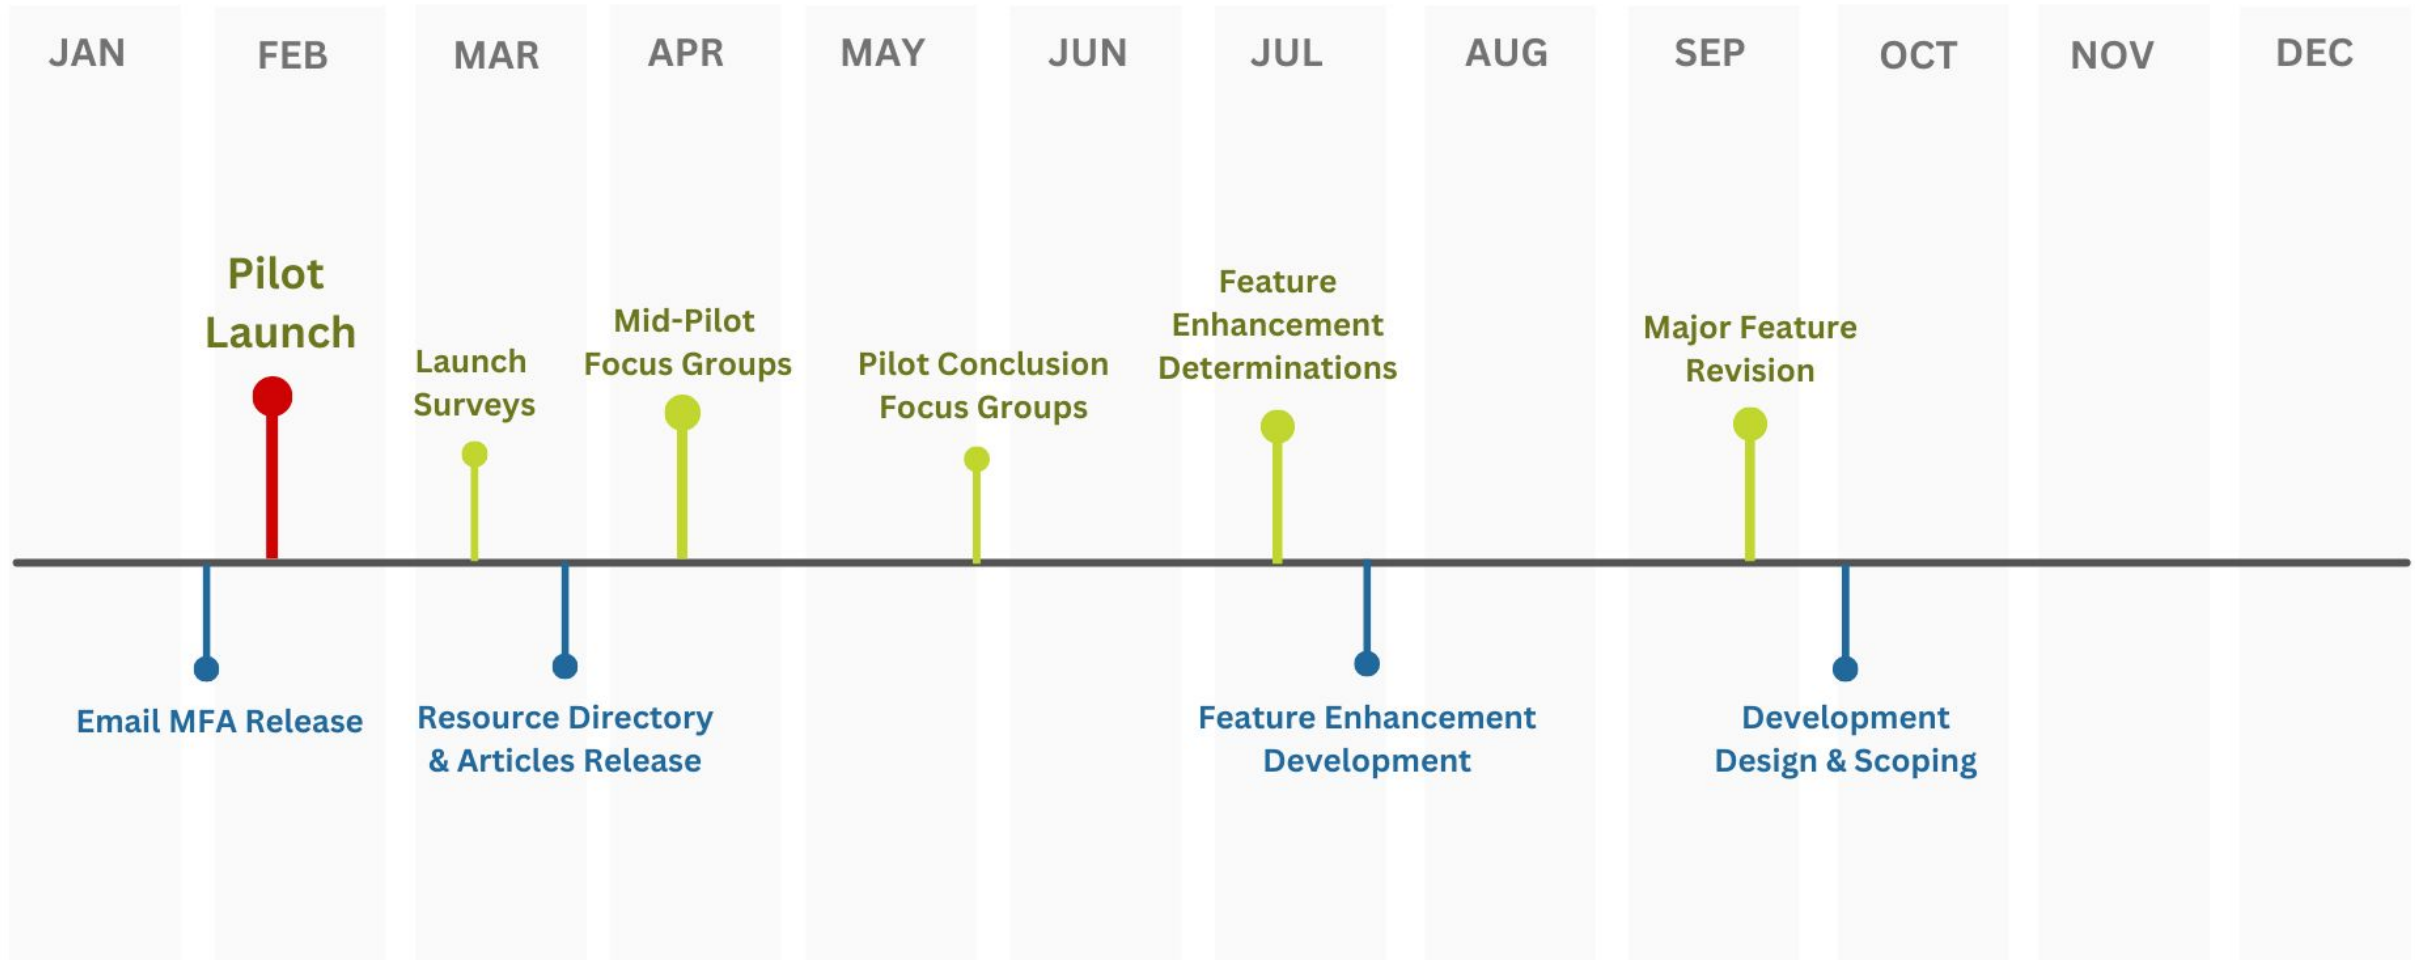 JAN
FEB
MAR
APR
MAY
JUN
JUL
AUG
SEP
OCT
NOV
DEC
Pilot
Launch
Launch
Surveys
Mid-Pilot
Focus Groups
Pilot Conclusion
Focus Groups
Feature
Enhancement
Determinations
Major Feature
Revision
Email MFA Release
Resource Directory
& Articles Release
Feature Enhancement
Development
Development
Design & Scoping